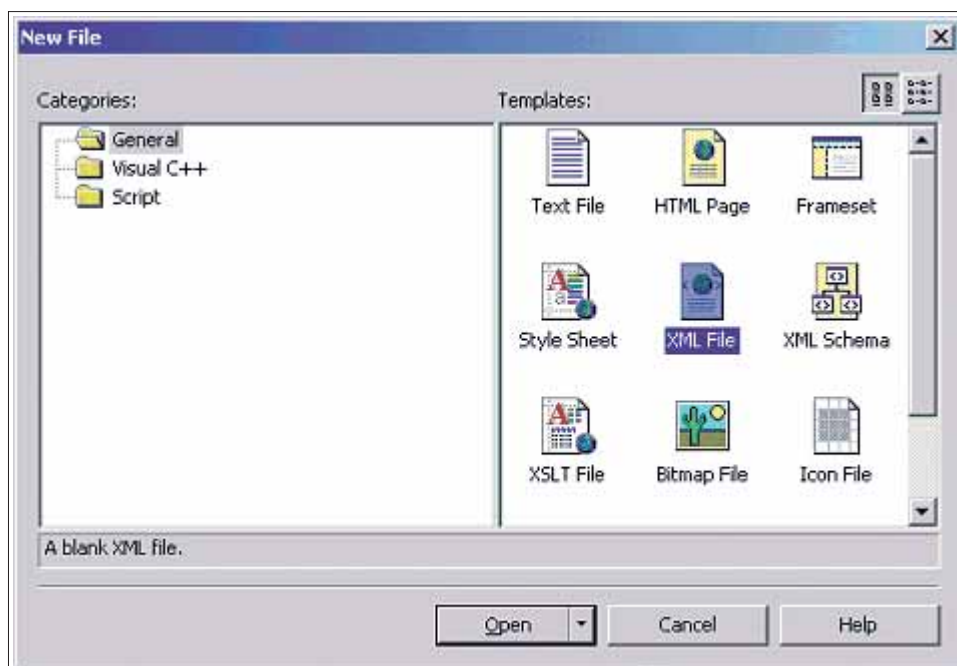 New File
Categories:
General
Visual C++
Script
Templates:
Text File
HTML Page
Frameset
Style Sheet
XML File
XML Schema
XSLT File
Bitmap File
Icon File
A blank XML file.
Open
Cancel
Help